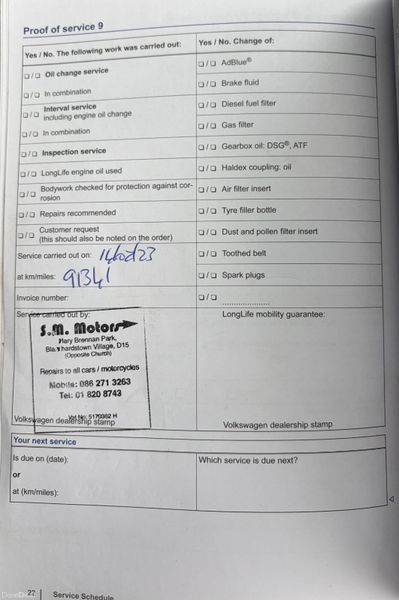 Proof of service 9
Yes / No. The following work was carried out:
Yes / No. Change of:
☐ / ☐ Oil change service
☐ / ☐ In combination
☐ / ☐ Interval service
including engine oil change
☐ / ☐ In combination
☐ / ☐ Inspection service
☐ / ☐ LongLife engine oil used
☐ / ☐ Bodywork checked for protection against cor-
rosion
☐ / ☐ Repairs recommended
☐ / ☐ Customer request
(this should also be noted on the order)
Service carried out on:
at km/miles: 91341
Invoice number:
☐ / ☐ AdBlue®
☐ / ☐ Brake fluid
☐ / ☐ Diesel fuel filter
☐ / ☐ Gas filter
☐ / ☐ Gearbox oil: DSG®, ATF
☐ / ☐ Haldex coupling: oil
☐ / ☐ Air filter insert
☐ / ☐ Tyre filler bottle
☐ / ☐ Dust and pollen filter insert
☐ / ☐ Toothed belt
☐ / ☐ Spark plugs
☐ / ☐ ....................
Service carried out by:
S.M. Motors
Mary Brennan Park,
Blanchardstown Village, D15
(Opposite Church)
Repairs to all cars / motorcycles
Mobile: 086 271 3263
Tel: 01 820 8743
Vat No: 5179362 H
Volkswagen dealership stamp
LongLife mobility guarantee:
Volkswagen dealership stamp
Your next service
Is due on (date):
or
at (km/miles):
Which service is due next?
27 | Service Schedule